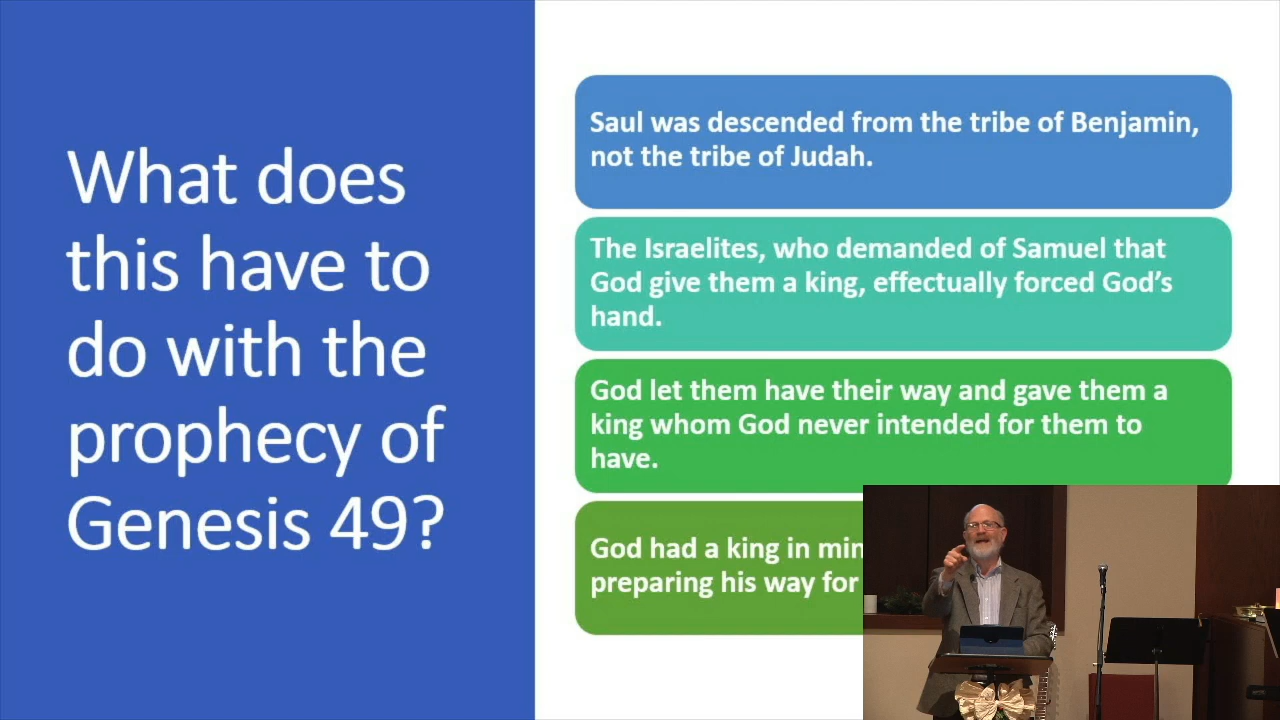 What does
this have to
do with the
prophecy of
Genesis 49?
Saul was descended from the tribe of Benjamin,
not the tribe of Judah.
The Israelites, who demanded of Samuel that
God give them a king, effectually forced God’s
hand.
God let them have their way and gave them a
king whom God never intended for them to
have.
God had a king in
preparing his way for